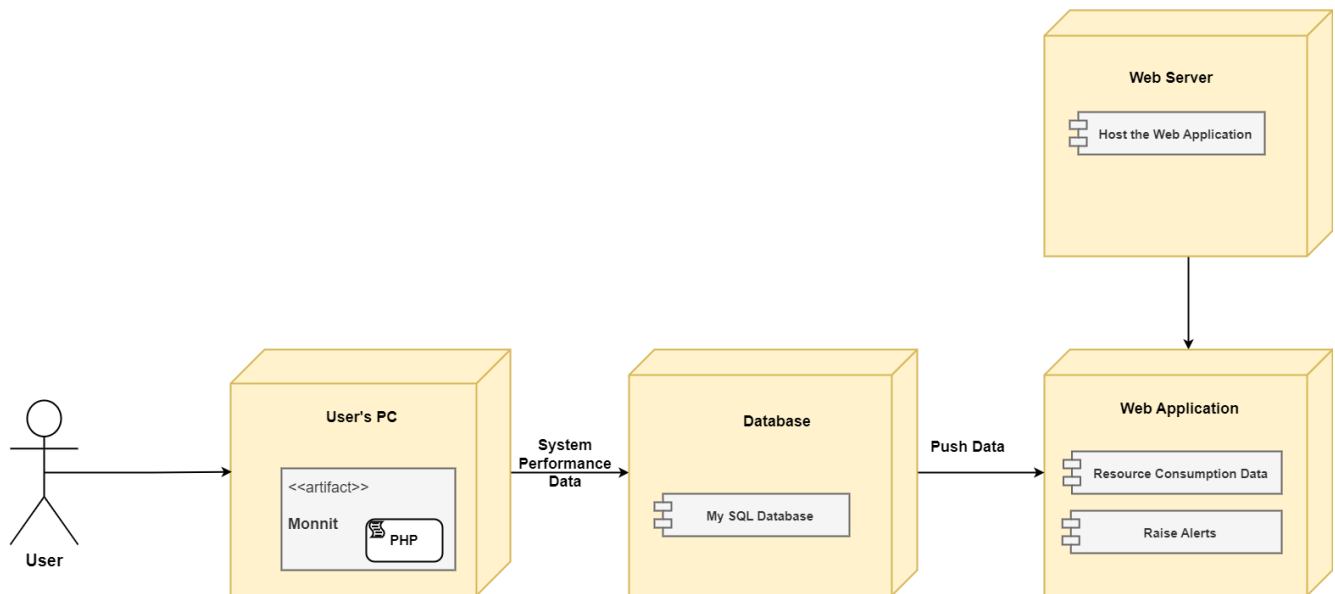 Web Server
Host the Web Application
User's PC
<<artifact>>
Monnit
PHP
User
System
Performance
Data
Database
My SQL Database
Push Data
Web Application
Resource Consumption Data
Raise Alerts